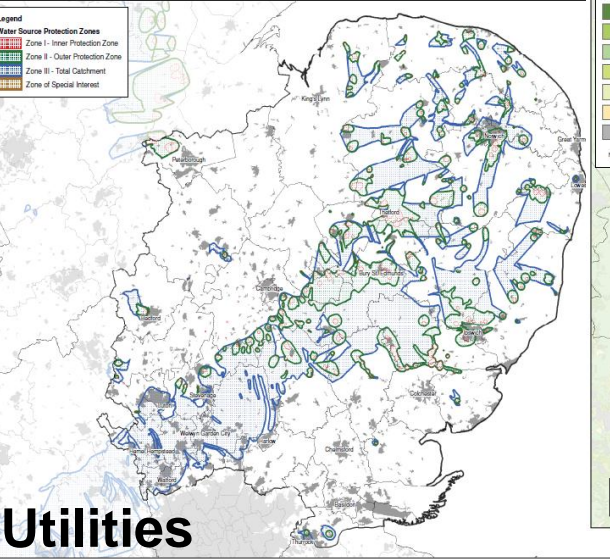 Legend
Water Source Protection Zones
Zone I - Inner Protection Zone
Zone II - Outer Protection Zone
Zone III - Total Catchment
Zone of Special Interest
King's Lynn
Norwich
Great Yarm
Lowes
Peterborough
Thetford
Bury St Edmunds
Cambridge
Bedford
Ipswich
Stevenage
Colchester
Welwyn Garden City
Hemel Hempstead
Harlow
Chelmsford
Watford
Basildon
Thurrock
Utilities